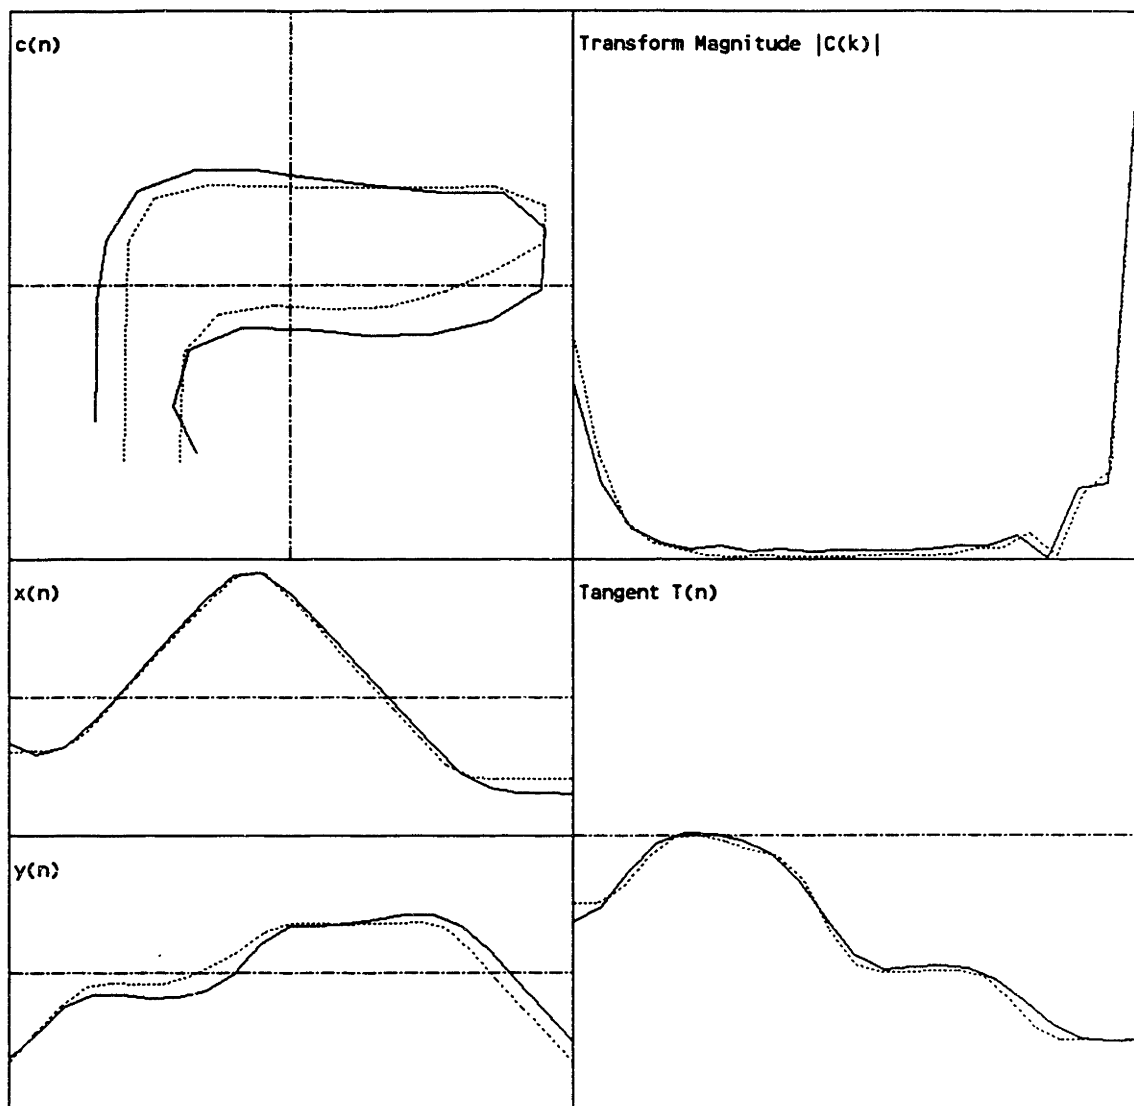 c(n)
Transform Magnitude |C(k)|
x(n)
Tangent T(n)
y(n)